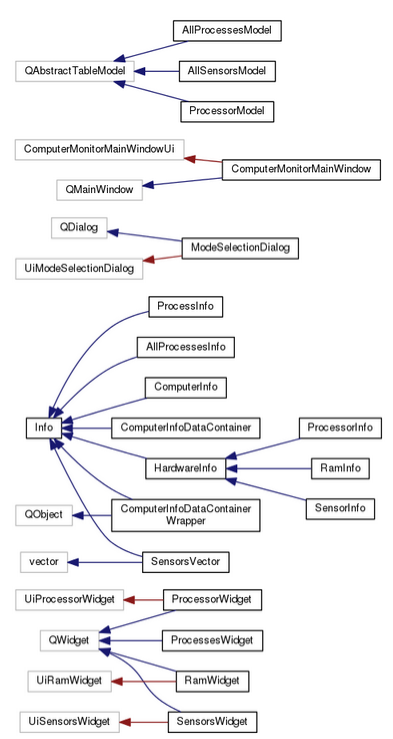 AllProcessesModel
QAbstractTableModel
AllSensorsModel
ProcessorModel
ComputerMonitorMainWindowUi
ComputerMonitorMainWindow
QMainWindow
QDialog
ModeSelectionDialog
UiModeSelectionDialog
ProcessInfo
AllProcessesInfo
ComputerInfo
Info
ComputerInfoDataContainer
ProcessorInfo
HardwareInfo
RamInfo
SensorInfo
QObject
ComputerInfoDataContainer
Wrapper
vector
SensorsVector
UiProcessorWidget
ProcessorWidget
QWidget
ProcessesWidget
UiRamWidget
RamWidget
UiSensorsWidget
SensorsWidget